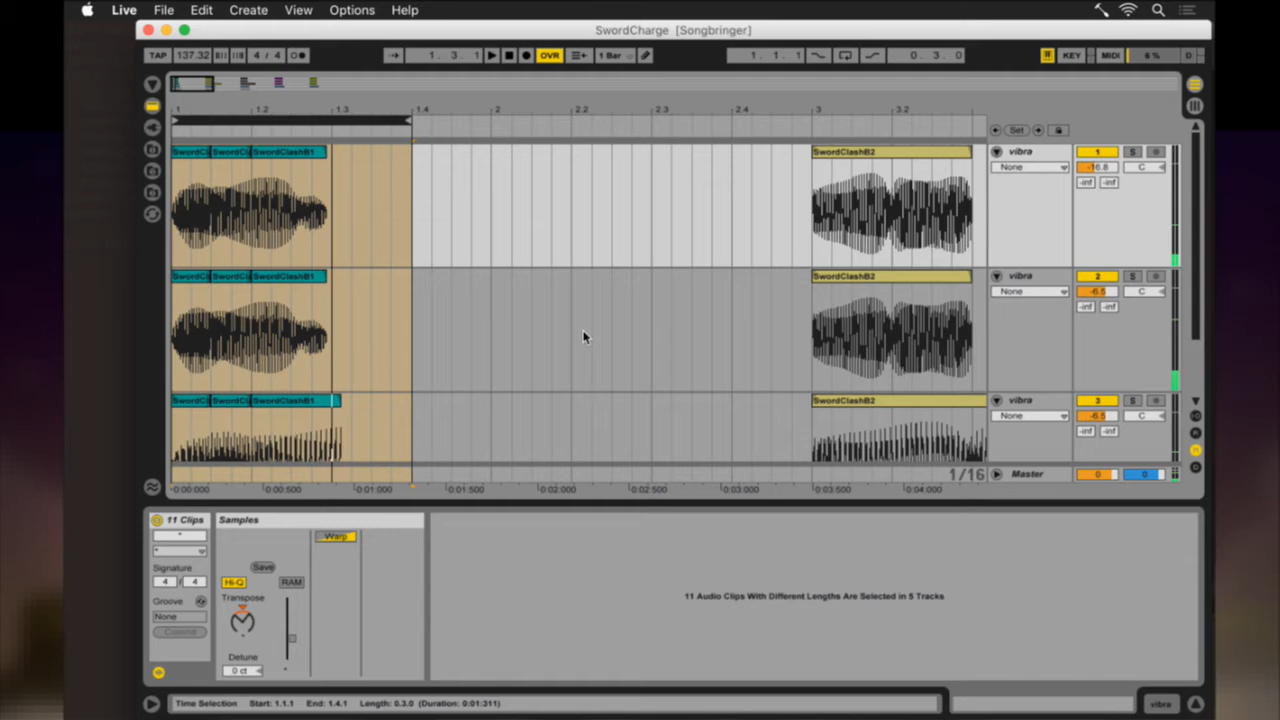 Live File Edit Create View Options Help
SwordCharge [Songbringer]
TAP 137.32 4 / 4 1. 3. 1 OVR 1 Bar 1. 1. 1 0. 3. 0 KEY MIDI 6 % D
1 1.2 1.3 1.4 2 2.2 2.3 2.4 3 3.2
Set
SwordCl SwordCl SwordClashB1 SwordClashB2 vibra 1 S
None -16.8 C
-inf -inf
SwordCl SwordCl SwordClashB1 SwordClashB2 vibra 2 S
None -6.5 C
-inf -inf
SwordCl SwordCl SwordClashB1 SwordClashB2 vibra 3 S
None -6.5 C
-inf -inf
1/16 Master 0 0
0:00:000 0:00:500 0:01:000 0:01:500 0:02:000 0:02:500 0:03:000 0:03:500 0:04:000
11 Clips Samples
Warp
Signature
Save
4 / 4 Hi-Q RAM
Groove Transpose
None
Commit
Detune
0 ct
11 Audio Clips With Different Lengths Are Selected in 5 Tracks
Time Selection Start: 1.1.1 End: 1.4.1 Length: 0.3.0 (Duration: 0:01:311) vibra